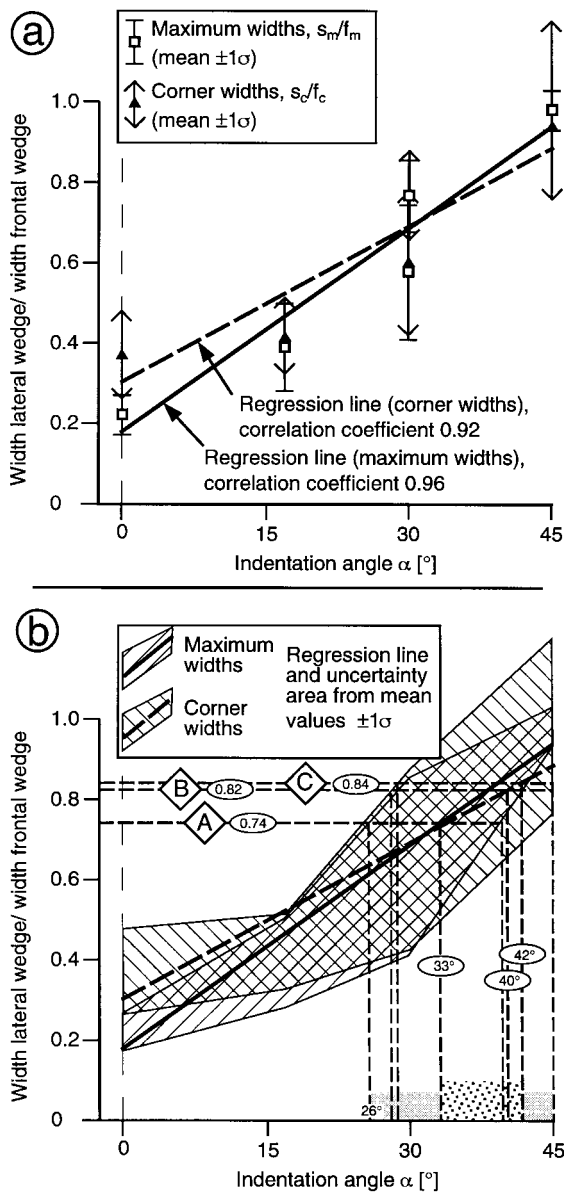 a
Maximum widths, sm/fm
(mean ±1σ)
Corner widths, sc/fc
(mean ±1σ)
Width lateral wedge/ width frontal wedge
1.0
0.8
0.6
0.4
0.2
0
Regression line (corner widths),
correlation coefficient 0.92
Regression line (maximum widths),
correlation coefficient 0.96
0
15
30
45
Indentation angle α [°]
b
Maximum
widths
Corner
widths
Regression line
and uncertainty
area from mean
values ±1σ
Width lateral wedge/ width frontal wedge
1.0
0.8
0.6
0.4
0.2
0
B 0.82
C 0.84
A 0.74
33°
42°
40°
26°
0
15
30
45
Indentation angle α [°]